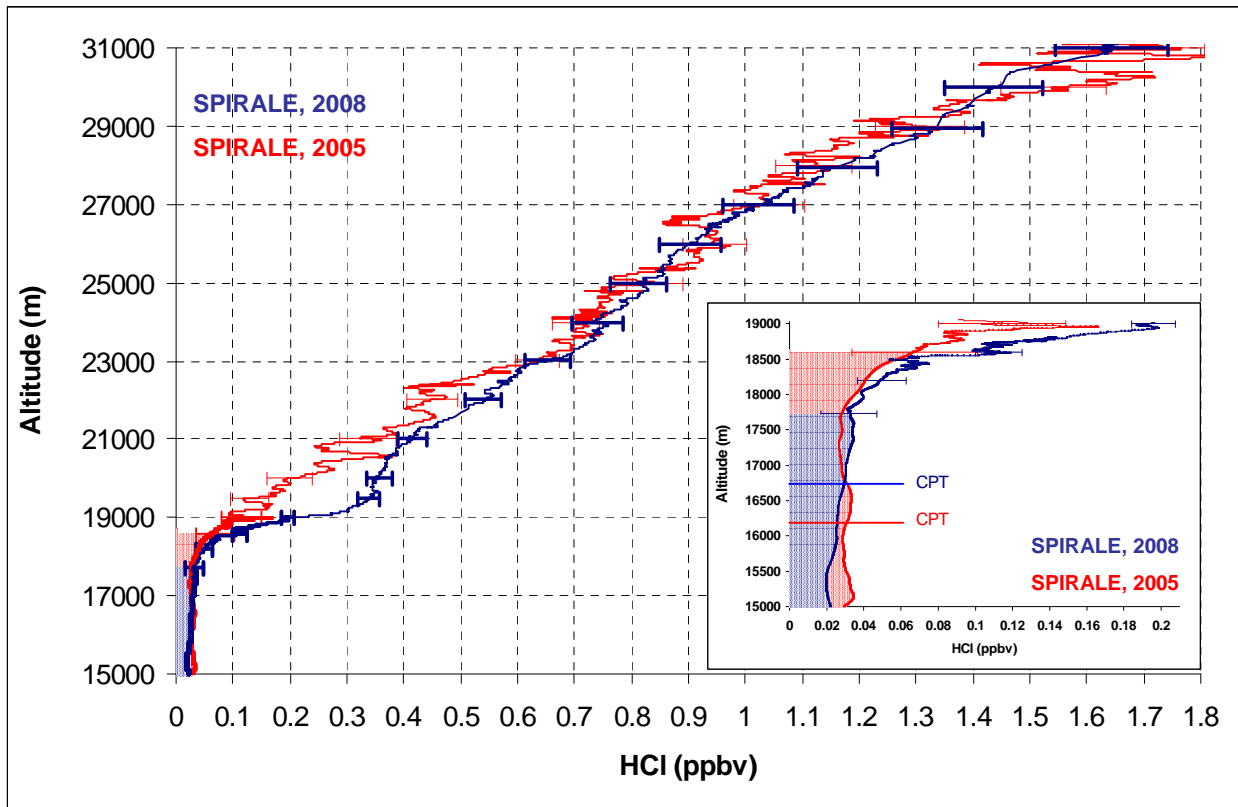 31000
29000
27000
25000
23000
21000
19000
17000
15000
Altitude (m)
SPIRALE, 2008
SPIRALE, 2005
0 0.1 0.2 0.3 0.4 0.5 0.6 0.7 0.8 0.9 1 1.1 1.2 1.3 1.4 1.5 1.6 1.7 1.8
HCl (ppbv)
19000
18500
18000
17500
17000
16500
16000
15500
15000
Altitude (m)
CPT
CPT
SPIRALE, 2008
SPIRALE, 2005
0 0.02 0.04 0.06 0.08 0.1 0.12 0.14 0.16 0.18 0.2
HCl (ppbv)